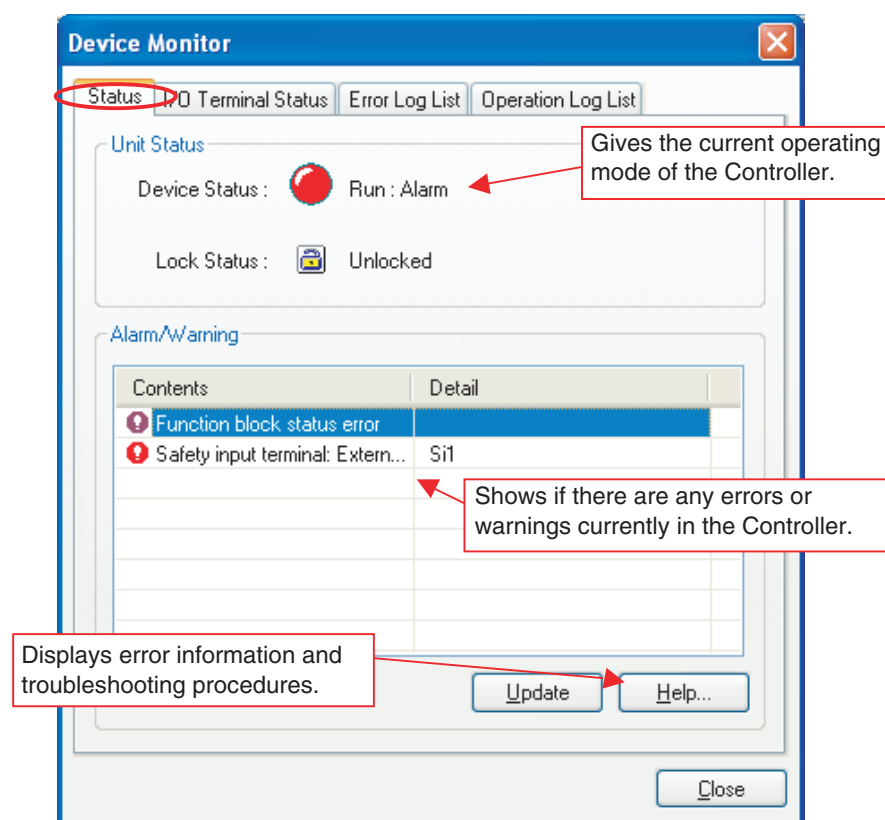 Device Monitor
Status I/O Terminal Status Error Log List Operation Log List
Unit Status
Gives the current operating
mode of the Controller.
Device Status : Run : Alarm
Lock Status : Unlocked
Alarm/Warning
Contents Detail
Function block status error
Safety input terminal: Extern... Si1
Shows if there are any errors or
warnings currently in the Controller.
Displays error information and
troubleshooting procedures.
Update Help...
Close